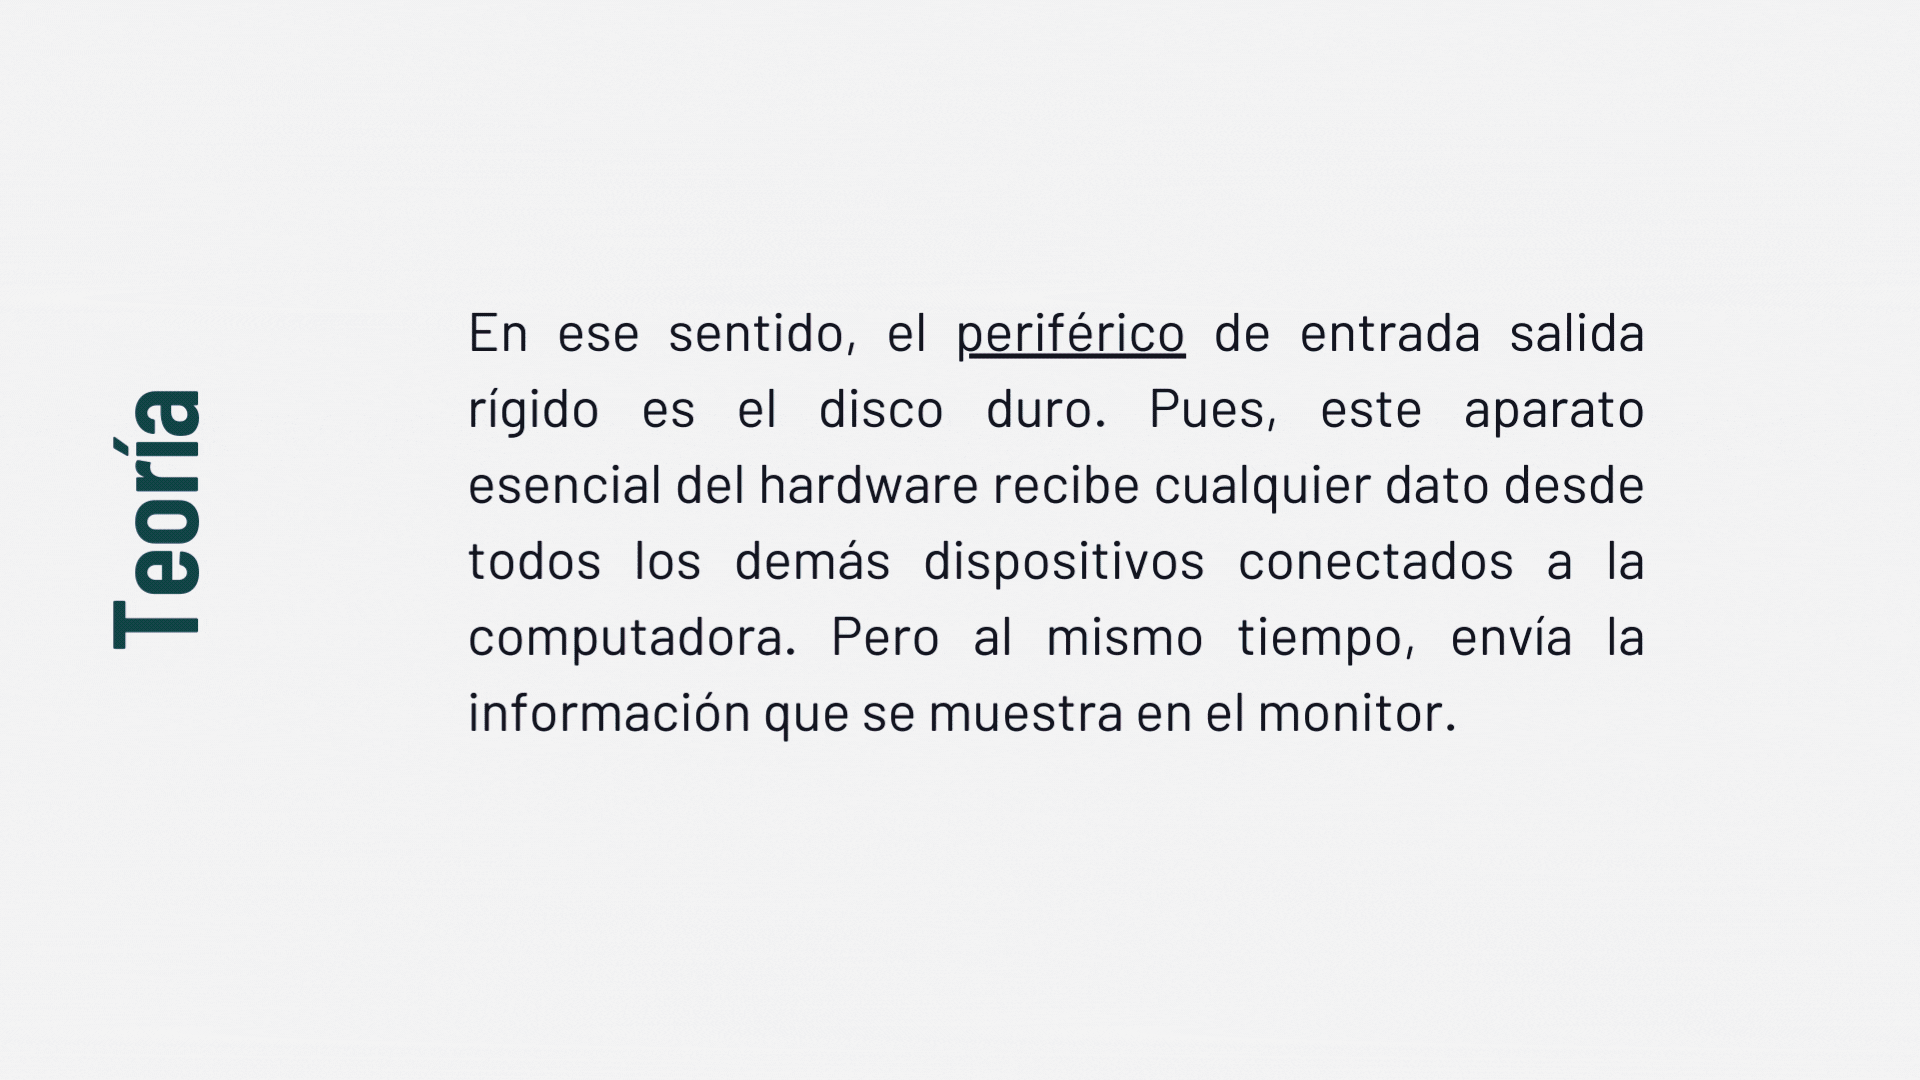 Teoría
En ese sentido, el periférico de entrada salida
rígido es el disco duro. Pues, este aparato
esencial del hardware recibe cualquier dato desde
todos los demás dispositivos conectados a la
computadora. Pero al mismo tiempo, envía la
información que se muestra en el monitor.